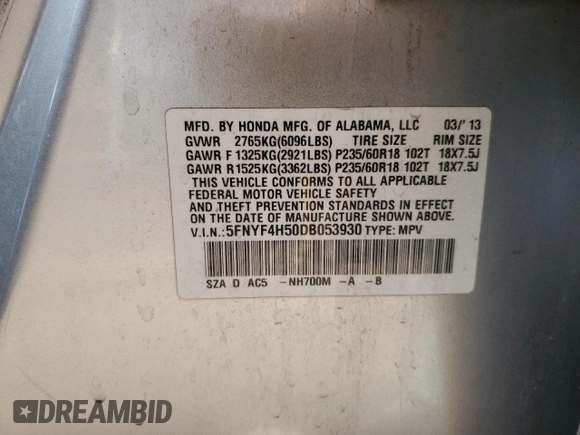 MFD. BY HONDA MFG. OF ALABAMA, LLC 03/'13
GVWR 2765KG(6096LBS) TIRE SIZE RIM SIZE
GAWR F 1325KG(2921LBS) P235/60R18 102T 18X7.5J
GAWR R1525KG(3362LBS) P235/60R18 102T 18X7.5J
THIS VEHICLE CONFORMS TO ALL APPLICABLE
FEDERAL MOTOR VEHICLE SAFETY
AND THEFT PREVENTION STANDARDS IN EFFECT
ON THE DATE OF MANUFACTURE SHOWN ABOVE.
V.I.N.:5FNYF4H50DB053930 TYPE: MPV
SZA D AC5 -NH700M -A -B
DREAMBID